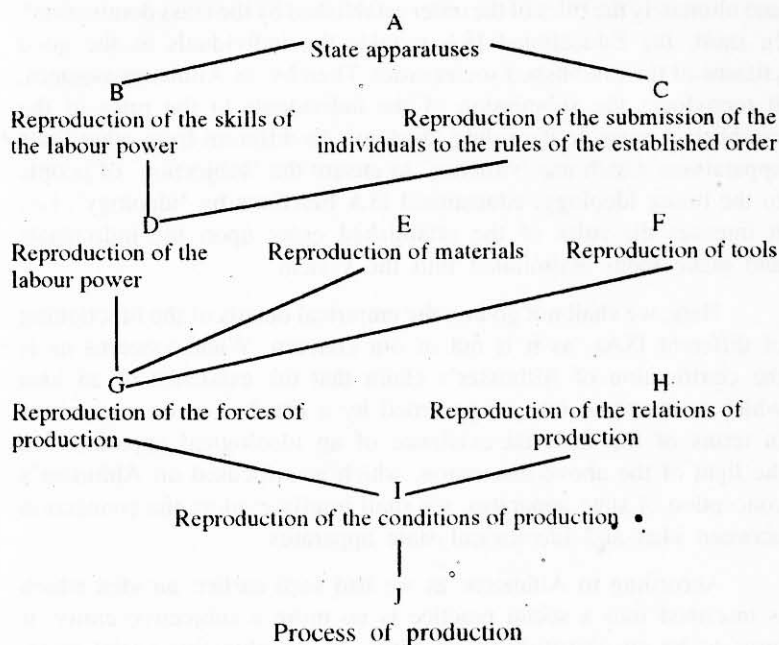 A
State apparatuses
B C
Reproduction of the skills of Reproduction of the submission of the
the labour power individuals to the rules of the established order
D E F
Reproduction of the Reproduction of materials Reproduction of tools
labour power
G H
Reproduction of the forces of Reproduction of the relations of
production production
I
Reproduction of the conditions of production
J
Process of production